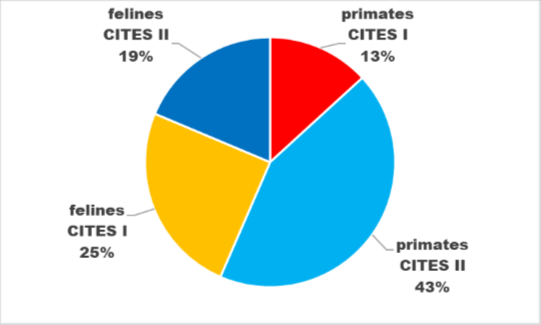 felines
CITES II
19%
primates
CITES I
13%
felines
CITES I
25%
primates
CITES II
43%